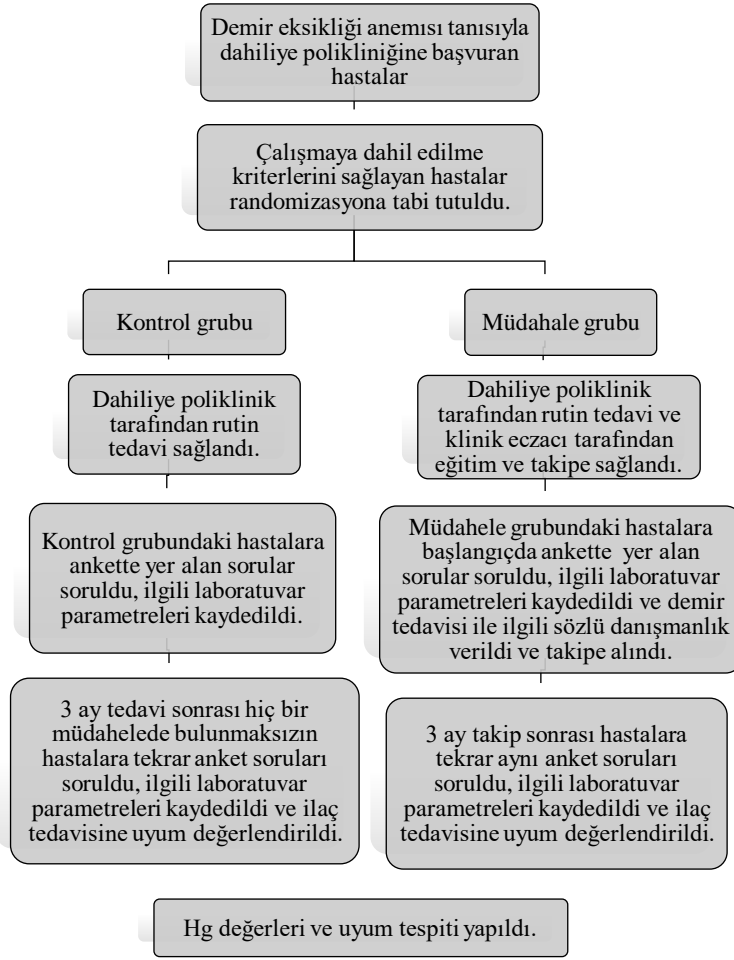 Demir eksikliği anemısı tanısıyla
dahiliye polikliniğine başvuran
hastalar
Çalışmaya dahil edilme
kriterlerini sağlayan hastalar
randomizasyona tabi tutuldu.
Kontrol grubu
Müdahale grubu
Dahiliye poliklinik
tarafından rutin
tedavi sağlandı.
Dahiliye poliklinik
tarafından rutin tedavi ve
klinik eczacı tarafından
eğitim ve takipe sağlandı.
Kontrol grubundaki hastalara
ankette yer alan sorular
soruldu, ilgili laboratuvar
parametreleri kaydedildi.
Müdahele grubundaki hastalara
başlangıçda ankette yer alan
sorular soruldu, ilgili laboratuvar
parametreleri kaydedildi ve demir
tedavisi ile ilgili sözlü danışmanlık
verildi ve takipe alındı.
3 ay tedavi sonrası hiç bir
müdahelede bulunmaksızın
hastalara tekrar anket soruları
soruldu, ilgili laboratuvar
parametreleri kaydedildi ve ilaç
tedavisine uyum değerlendirildi.
3 ay takip sonrası hastalara
tekrar aynı anket soruları
soruldu, ilgili laboratuvar
parametreleri kaydedildi ve ilaç
tedavisine uyum değerlendirildi.
Hg değerleri ve uyum tespiti yapıldı.